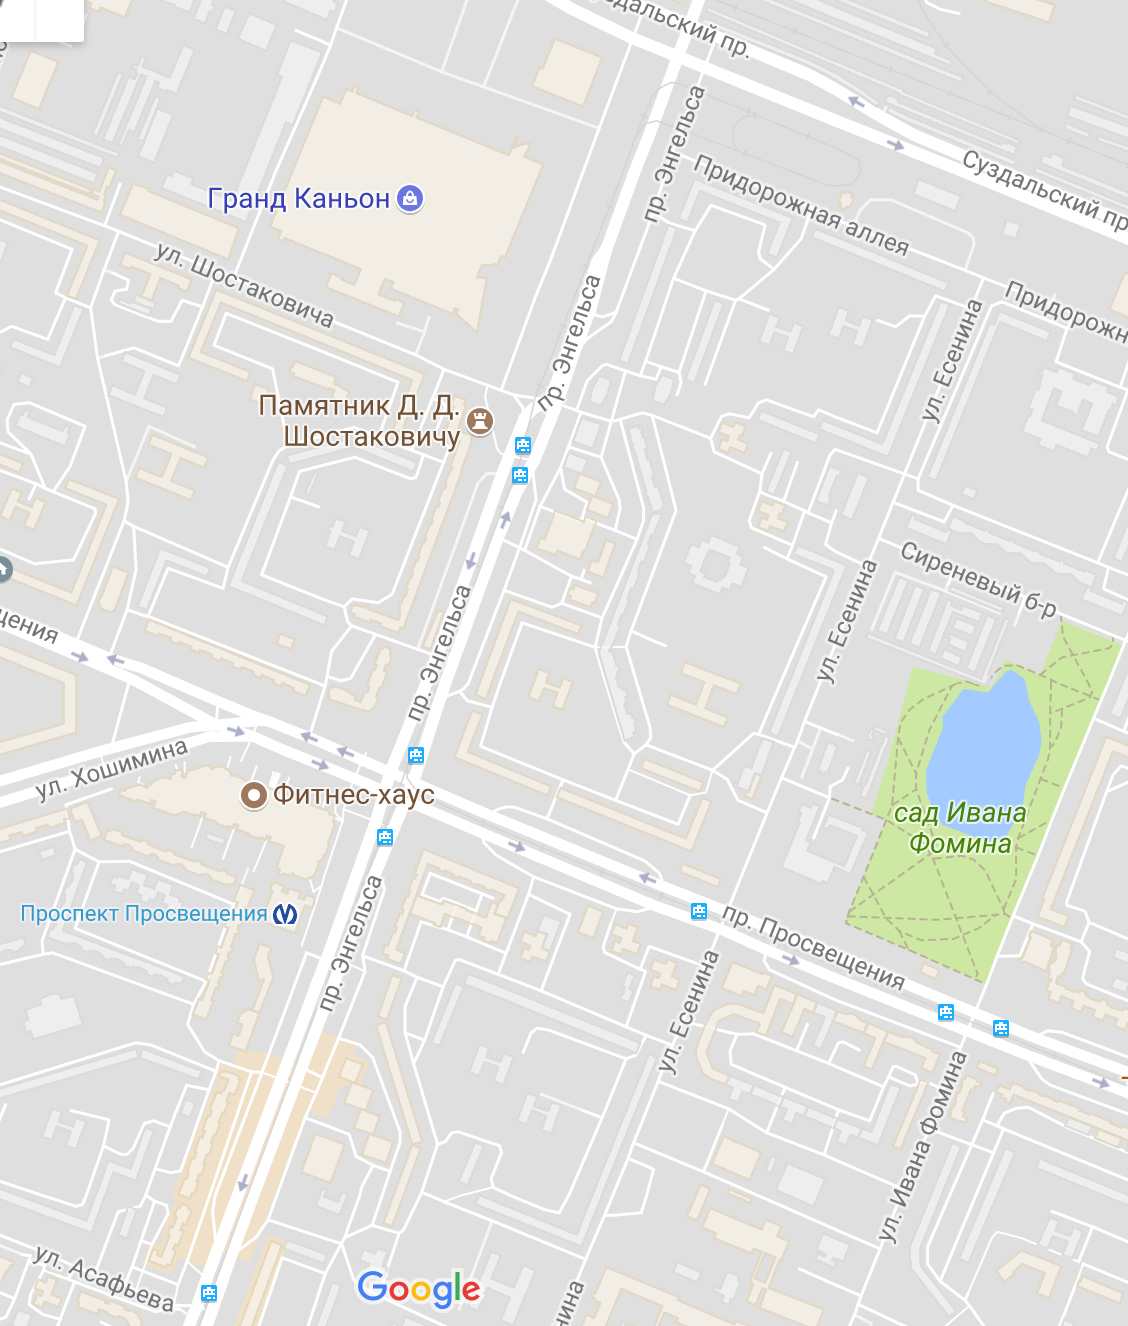 Суздальский пр.
пр. Энгельса
Суздальский пр
Придорожная аллея
Гранд Каньон
ул. Шостаковича
пр. Энгельса
Придорожн
ул. Есенина
Памятник Д. Д.
Шостаковичу
Сиреневый б-р
ул. Есенина
щения
пр. Энгельса
ул. Хошимина
Фитнес-хаус
сад Ивана
Фомина
Проспект Просвещения
пр. Энгельса
пр. Просвещения
ул. Есенина
ул. Ивана Фомина
ул. Асафьева
Google
нина